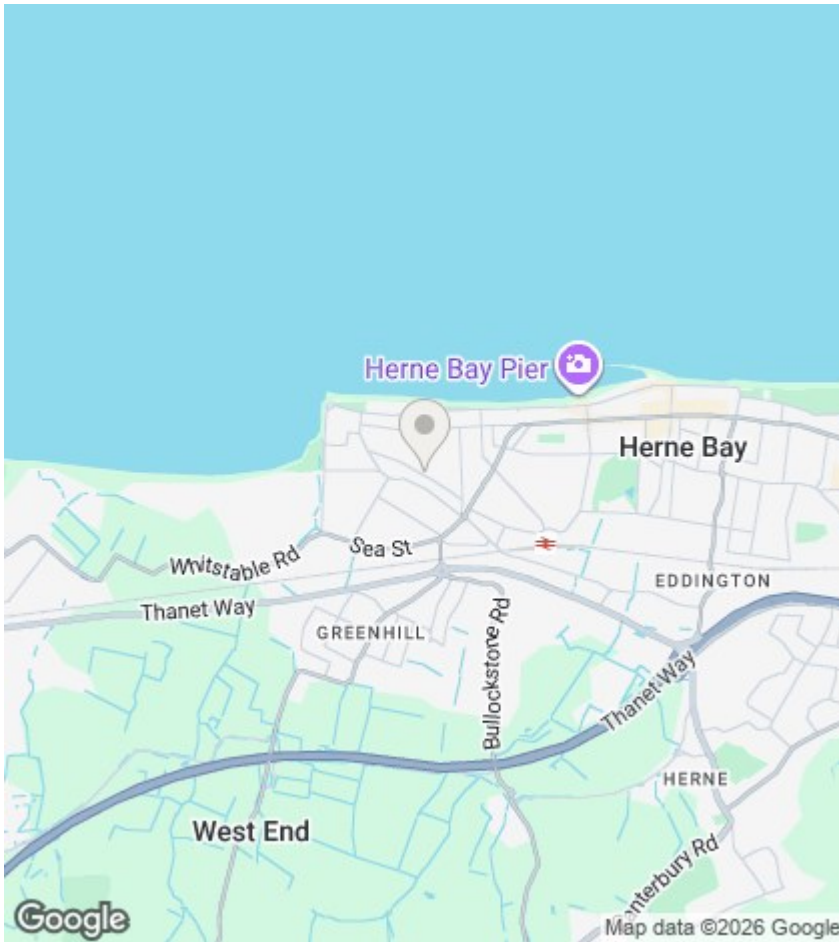 Herne Bay Pier
Herne Bay
Sea St
Whitstable Rd
EDDINGTON
Thanet Way
GREENHILL
Bullockstone Rd
Thanet Way
HERNE
West End
Canterbury Rd
Google
Map data ©2026 Google